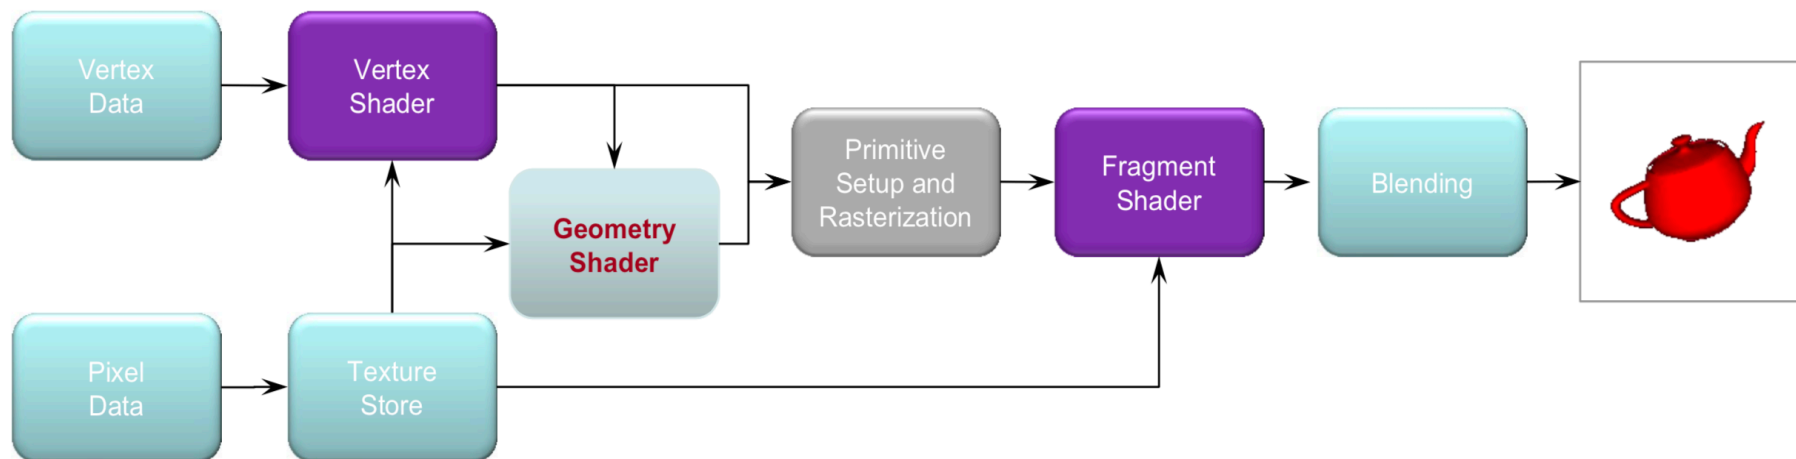 Vertex
Data
Vertex
Shader
Geometry
Shader
Primitive
Setup and
Rasterization
Fragment
Shader
Blending
Pixel
Data
Texture
Store